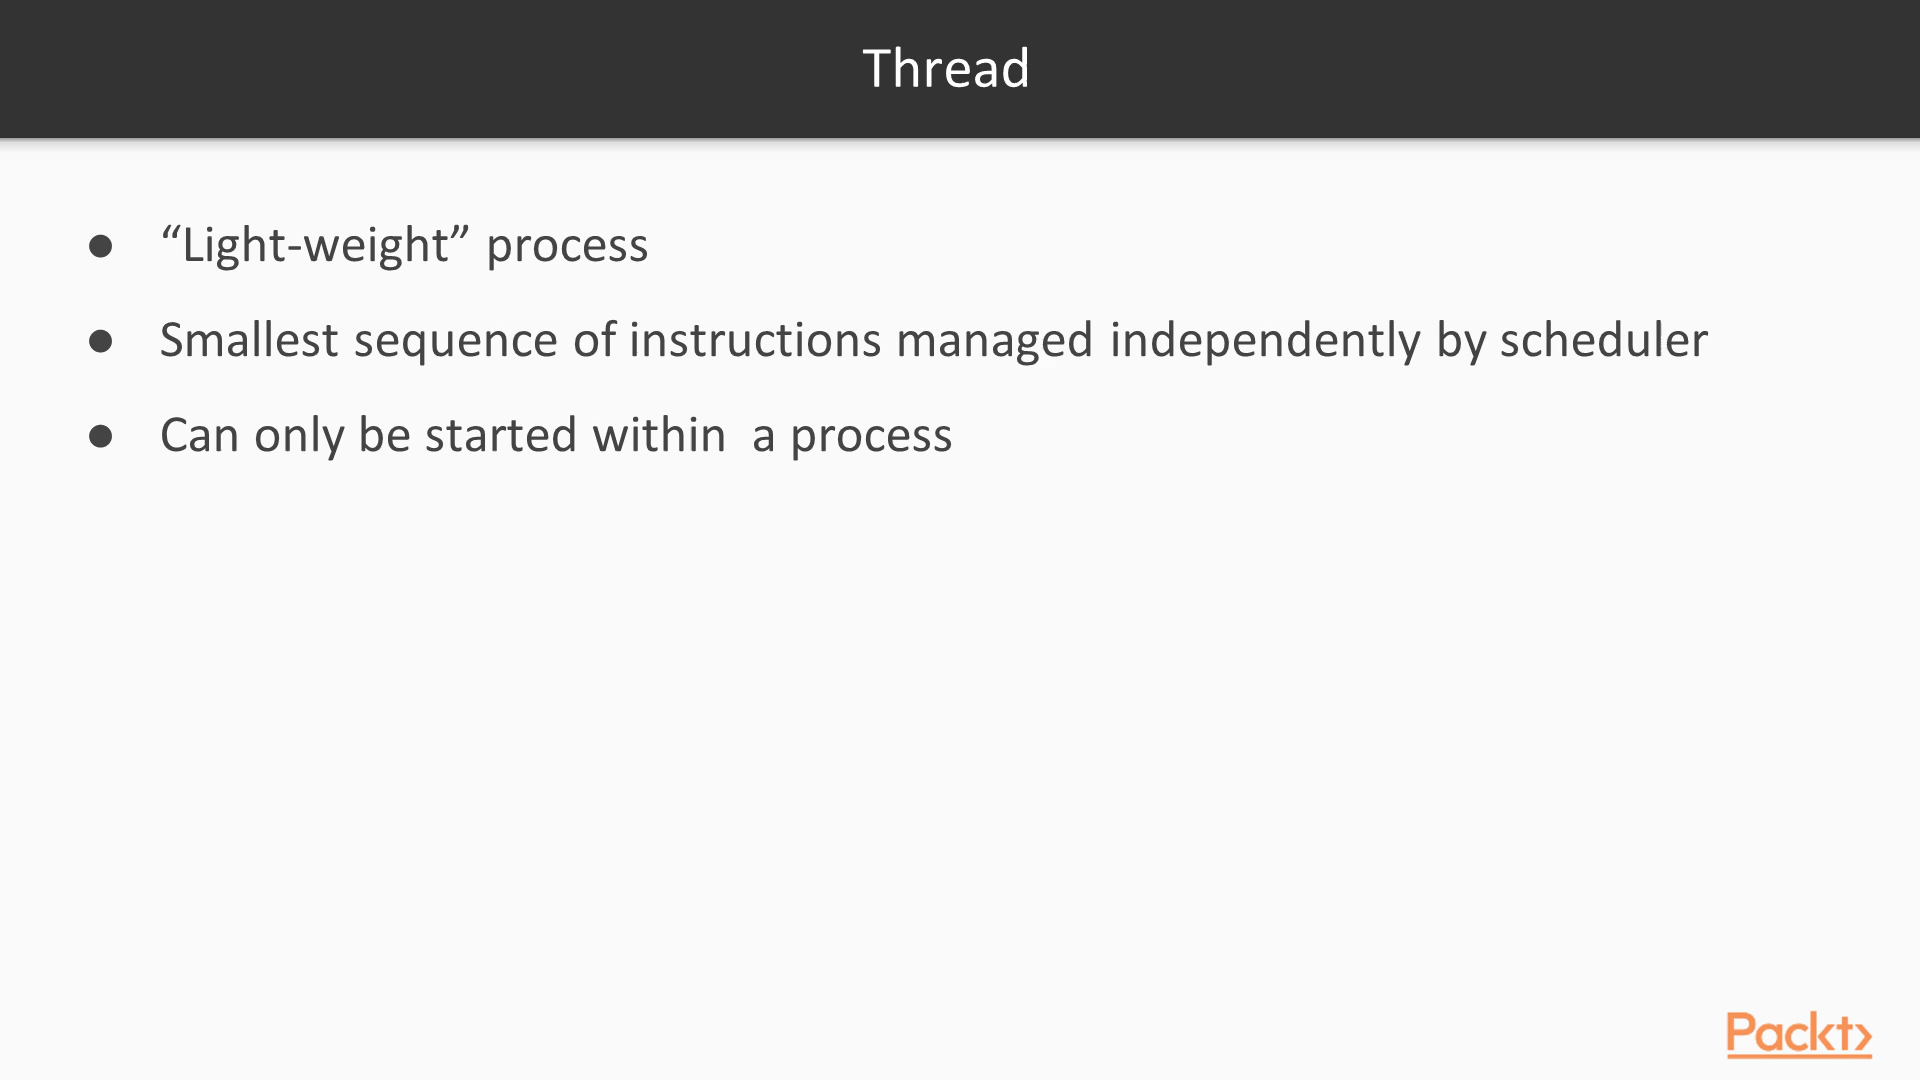 Thread
● “Light-weight” process
● Smallest sequence of instructions managed independently by scheduler
● Can only be started within  a process
Packt>